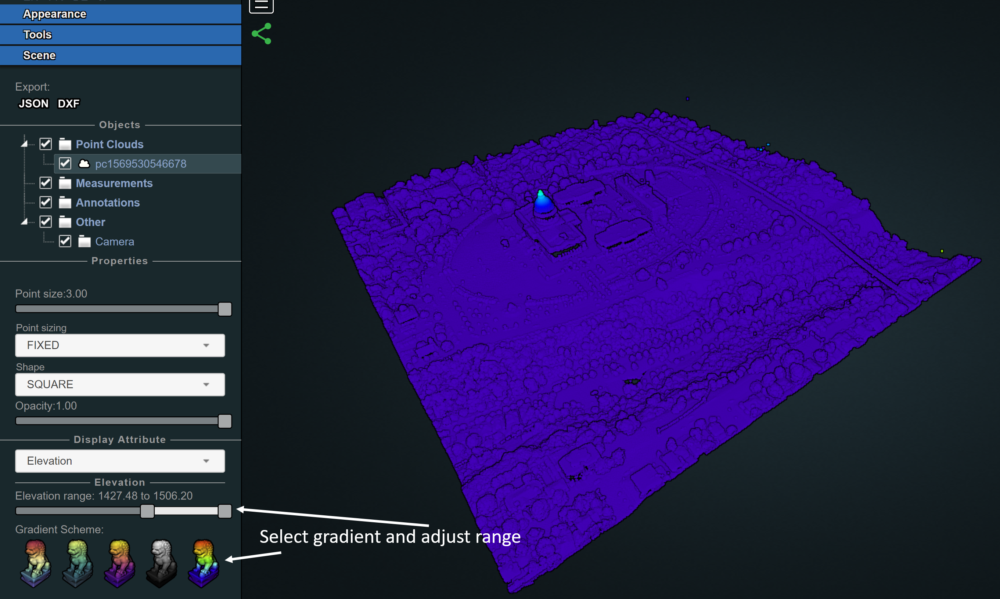 Appearance
Tools
Scene
Export:
JSON DXF
Objects
Point Clouds
pc1569530546678
Measurements
Annotations
Other
Camera
Properties
Point size:3.00
Point sizing
FIXED
Shape
SQUARE
Opacity:1.00
Display Attribute
Elevation
Elevation
Elevation range: 1427.48 to 1506.20
Gradient Scheme:
Select gradient and adjust range